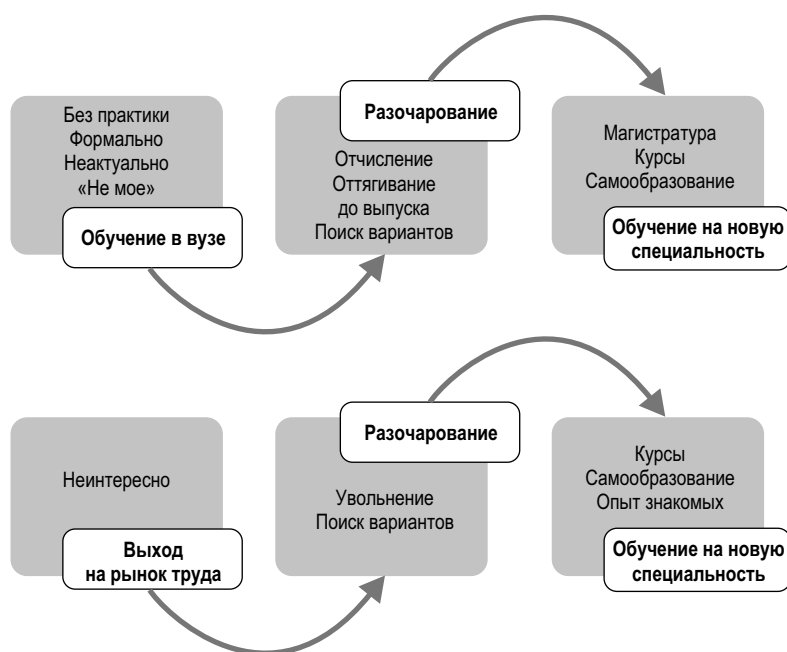 Без практики
Формально
Неактуально
«Не мое»
Обучение в вузе
Разочарование
Отчисление
Оттягивание
до выпуска
Поиск вариантов
Магистратура
Курсы
Самообразование
Обучение на новую
специальность
Неинтересно
Выход
на рынок труда
Разочарование
Увольнение
Поиск вариантов
Курсы
Самообразование
Опыт знакомых
Обучение на новую
специальность